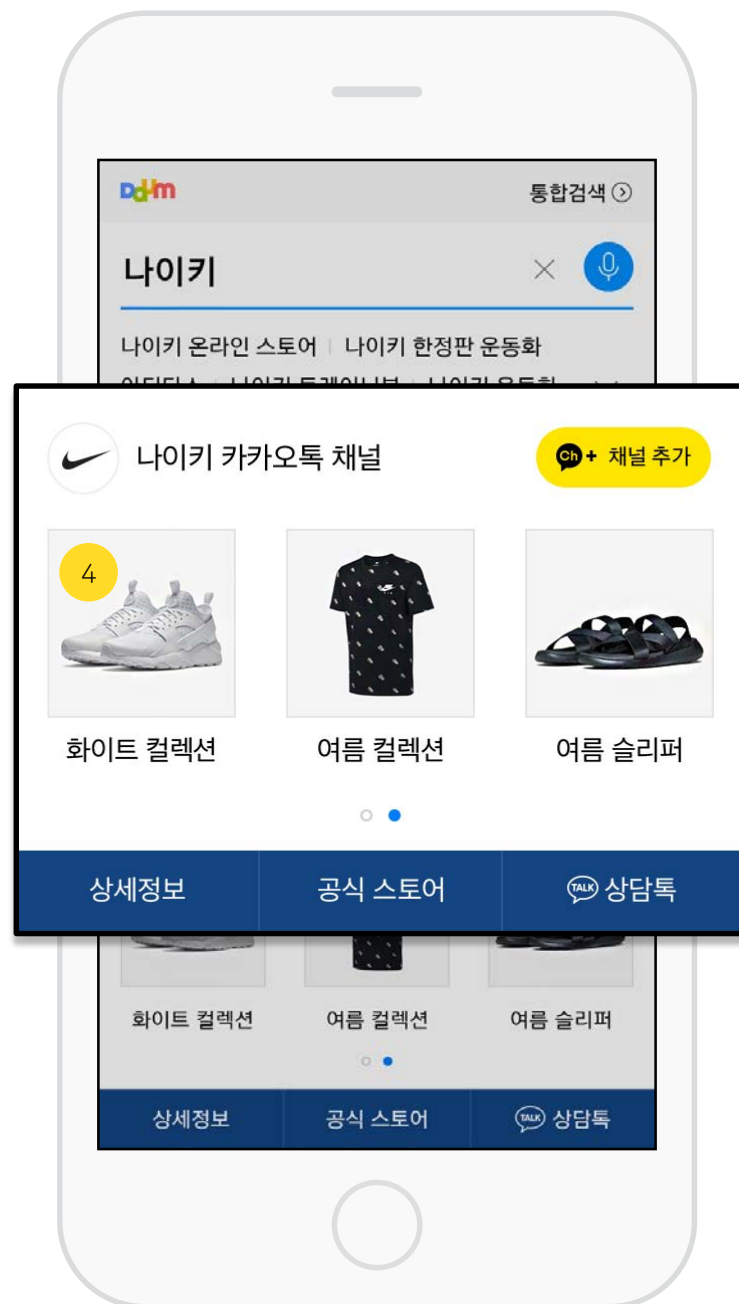 Daum
통합검색
나이키
나이키 온라인 스토어 | 나이키 한정판 운동화
나이키 카카오톡 채널
Ch+ 채널 추가
4
화이트 컬렉션 여름 컬렉션 여름 슬리퍼
상세정보 공식 스토어 TALK 상담톡
화이트 컬렉션 여름 컬렉션 여름 슬리퍼
상세정보 공식 스토어 TALK 상담톡